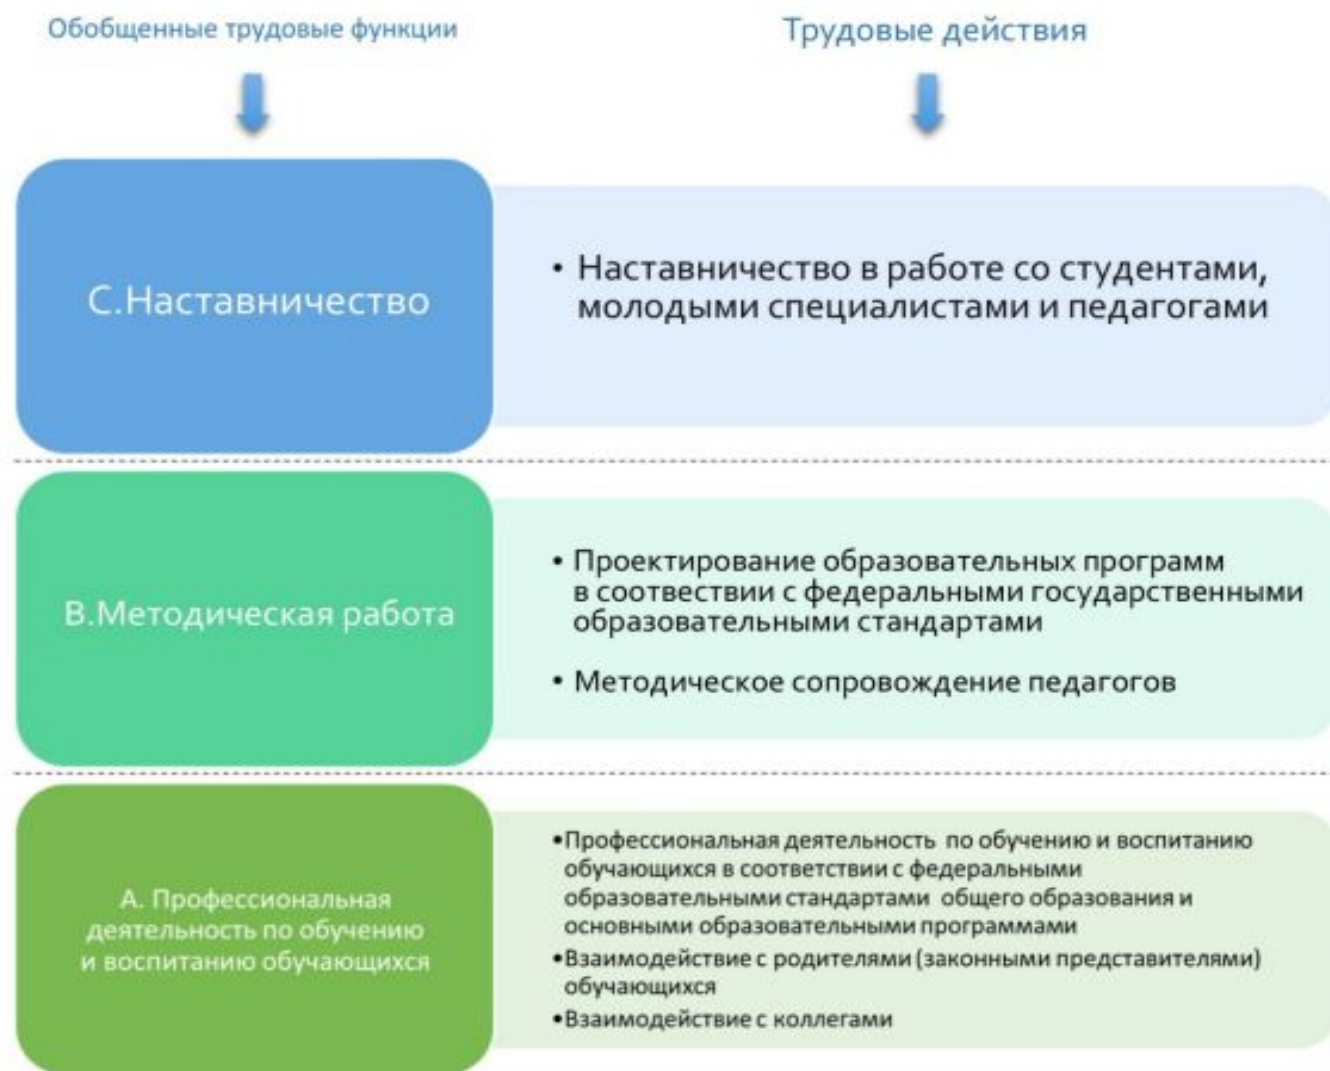 Обобщенные трудовые функции
Трудовые действия
С.Наставничество
• Наставничество в работе со студентами,
молодыми специалистами и педагогами
В.Методическая работа
• Проектирование образовательных программ
в соотвествии с федеральными государственными
образовательными стандартами
• Методическое сопровождение педагогов
А. Профессиональная
деятельность по обучению
и воспитанию обучающихся
•Профессиональная деятельность по обучению и воспитанию
обучающихся в соответствии с федеральными
образовательными стандартами общего образования и
основными образовательными программами
•Взаимодействие с родителями (законными представителями)
обучающихся
•Взаимодействие с коллегами